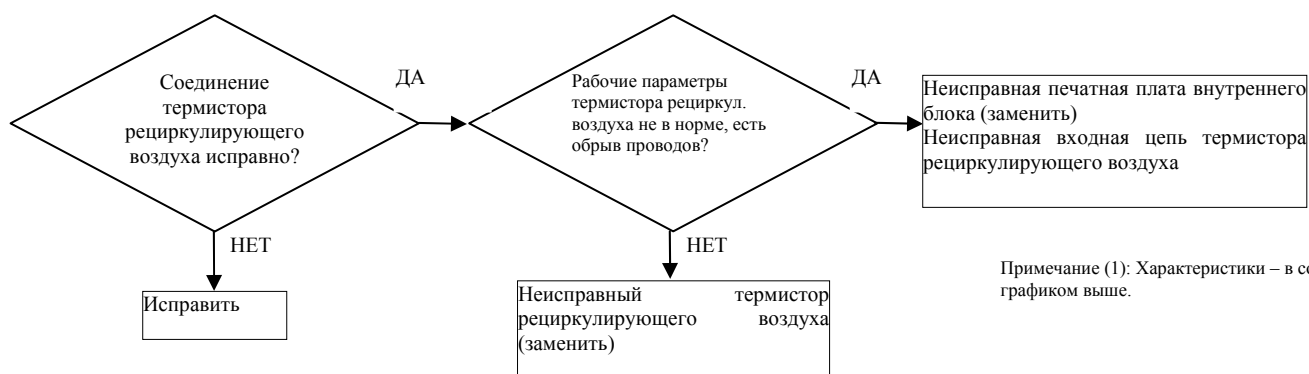 Соединение
термистора
рециркулирующего
воздуха исправно?
ДА
НЕТ
Исправить
Рабочие параметры
термистора рециркул.
воздуха не в норме, есть
обрыв проводов?
ДА
НЕТ
Неисправный термистор
рециркулирующего воздуха
(заменить)
Неисправная печатная плата внутреннего
блока (заменить)
Неисправная входная цепь термистора
рециркулирующего воздуха
Примечание (1): Характеристики – в
графиком выше.